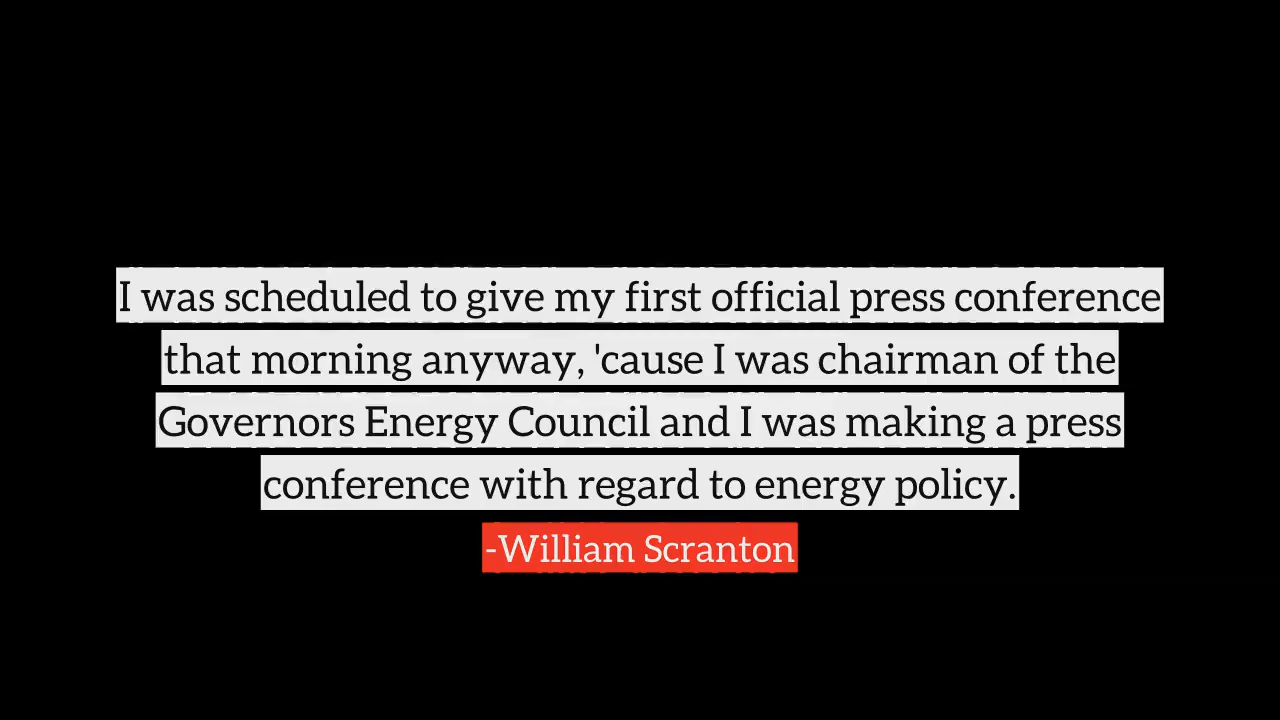 I was scheduled to give my first official press conference
that morning anyway, 'cause I was chairman of the
Governors Energy Council and I was making a press
conference with regard to energy policy.
-William Scranton